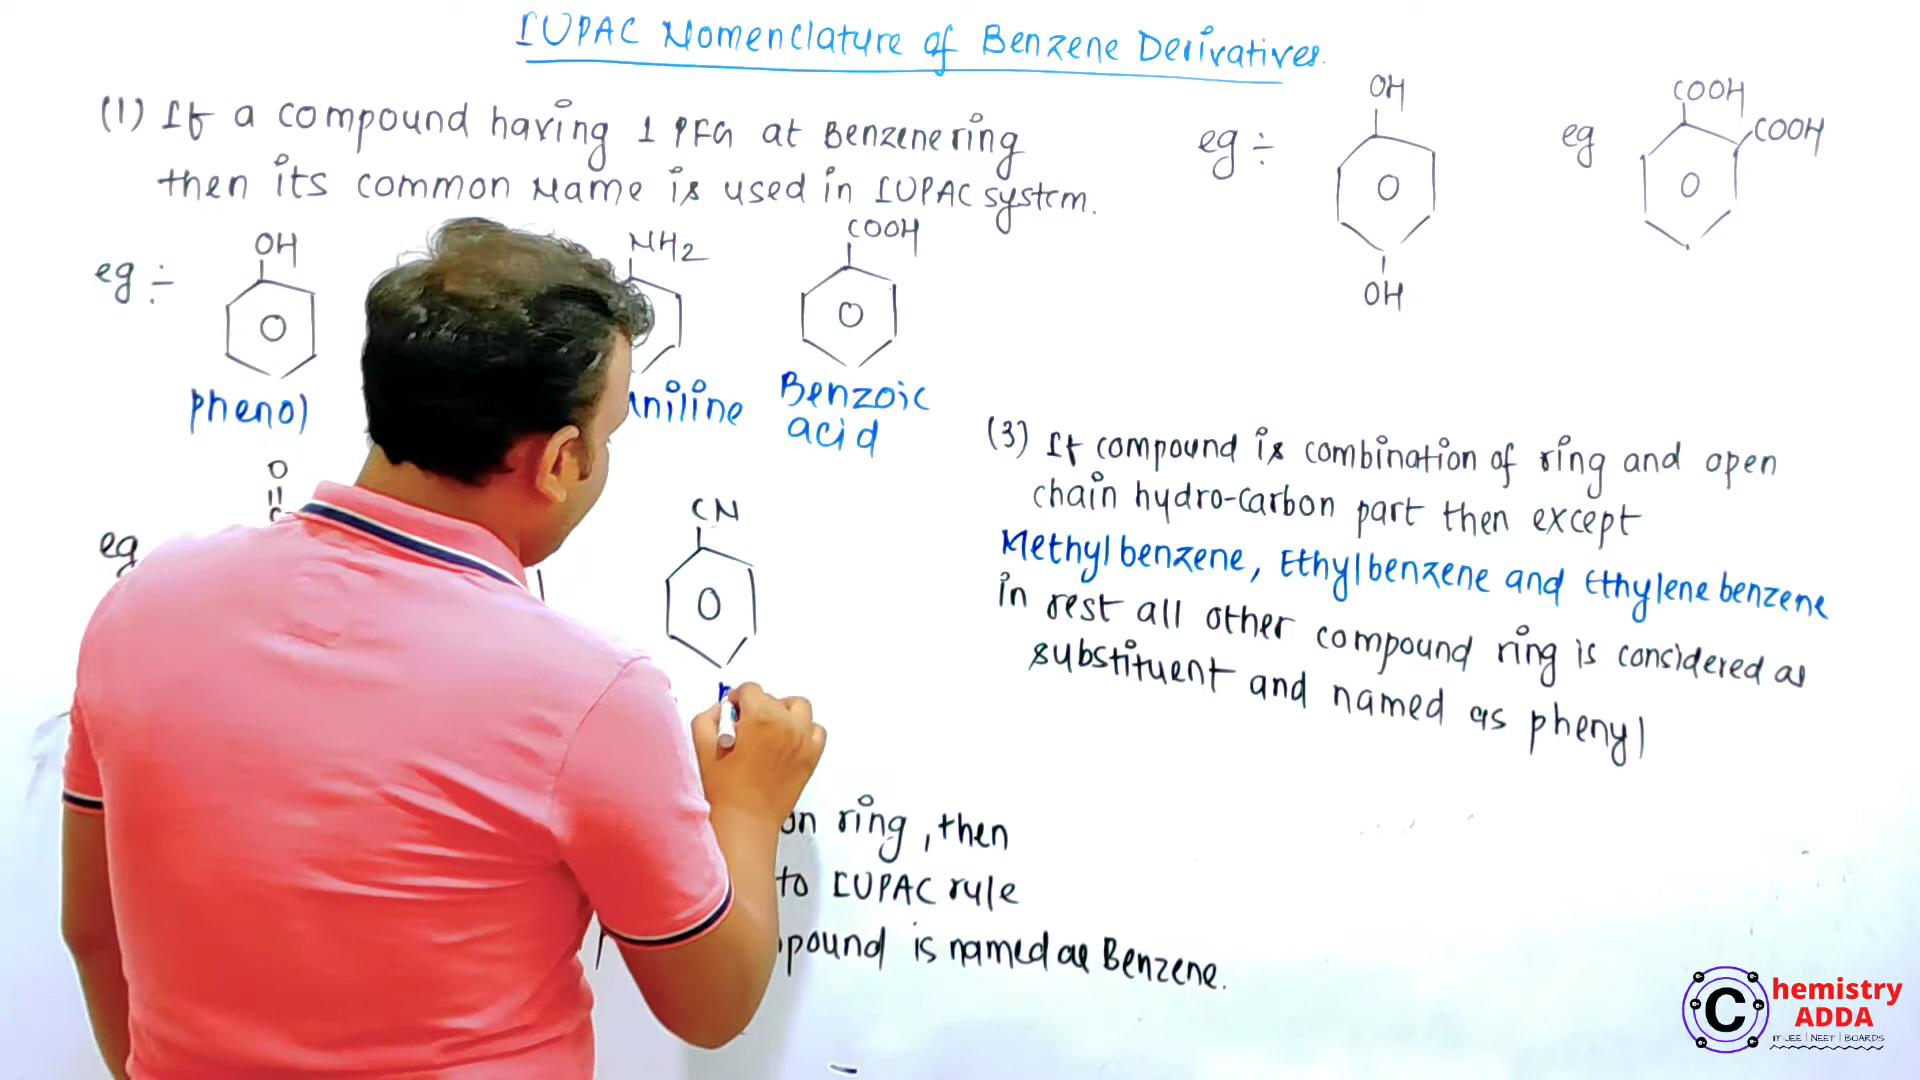 IUPAC Nomenclature of Benzene Derivatives.
(1) If a compound having 1 PFG at Benzene ring
then its common Name is used in IUPAC system.
eg ÷
OH
NH2
COOH
phenol
niline
Benzoic
acid
eg
O
C
CN
on ring, then
to IUPAC rule
pound is named as Benzene.
eg ÷
OH
OH
eg
COOH
COOH
(3) If compound is combination of ring and open
chain hydro-carbon part then except
Methyl benzene, Ethyl benzene and Ethylene benzene
in rest all other compound ring is considered as
substituent and named as phenyl
C
hemistry
ADDA
IIT JEE | NEET | BOARDS